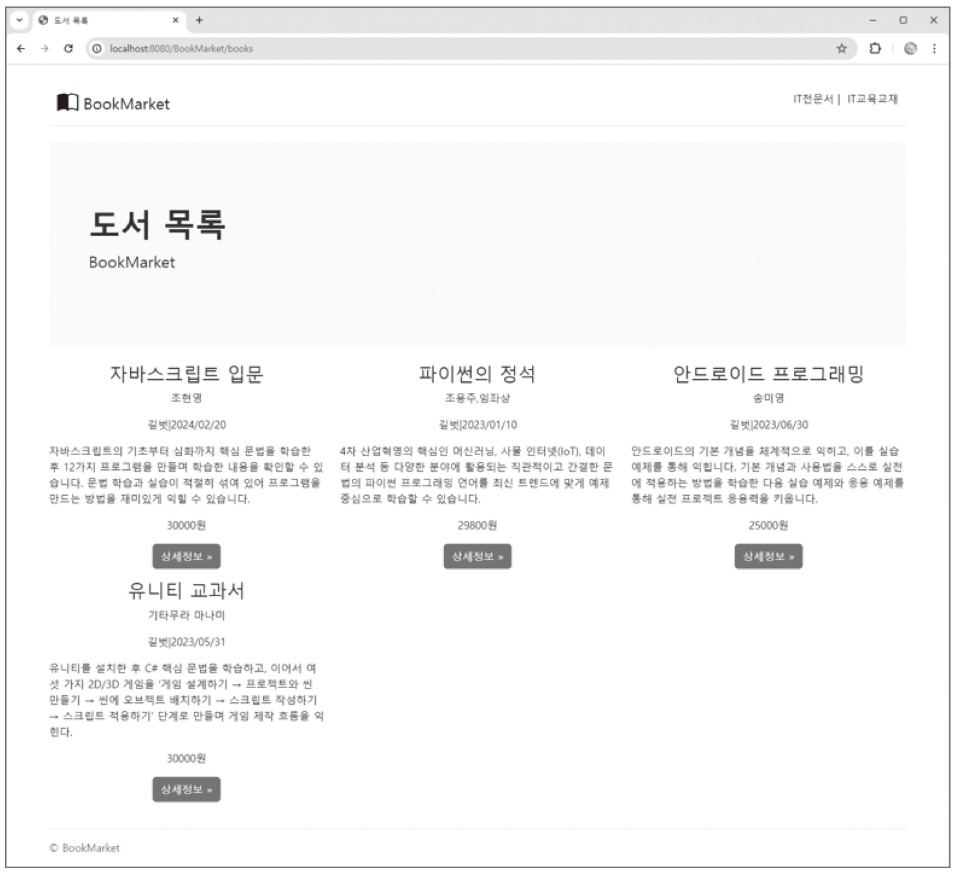 도서 목록
localhost:8080/BookMarket/books
BookMarket
IT전문서 | IT교육교재
도서 목록
BookMarket
자바스크립트 입문
조현영
길벗|2024/02/20
자바스크립트의 기초부터 심화까지 핵심 문법을 학습한
후 12가지 프로그램을 만들며 학습한 내용을 확인할 수 있
습니다. 문법 학습과 실습이 적절히 섞여 있어 프로그램을
만드는 방법을 재미있게 익힐 수 있습니다.
30000원
상세정보 »
파이썬의 정석
조용주,임좌상
길벗|2023/01/10
4차 산업혁명의 핵심인 머신러닝, 사물 인터넷(IoT), 데이
터 분석 등 다양한 분야에 활용되는 직관적이고 간결한 문
법의 파이썬 프로그래밍 언어를 최신 트렌드에 맞게 예제
중심으로 학습할 수 있습니다.
29800원
상세정보 »
안드로이드 프로그래밍
송미영
길벗|2023/06/30
안드로이드의 기본 개념을 체계적으로 익히고, 이를 실습
예제를 통해 익힙니다. 기본 개념과 사용법을 스스로 실전
에 적용하는 방법을 학습한 다음 실습 예제와 응용 예제를
통해 실전 프로젝트 응용력을 키웁니다.
25000원
상세정보 »
유니티 교과서
기타무라 마나미
길벗|2023/05/31
유니티를 설치한 후 C# 핵심 문법을 학습하고, 이어서 여
섯 가지 2D/3D 게임을 ‘게임 설계하기 → 프로젝트와 씬
만들기 → 씬에 오브젝트 배치하기 → 스크립트 작성하기
→ 스크립트 적용하기’ 단계로 만들며 게임 제작 흐름을 익
힌다.
30000원
상세정보 »
© BookMarket